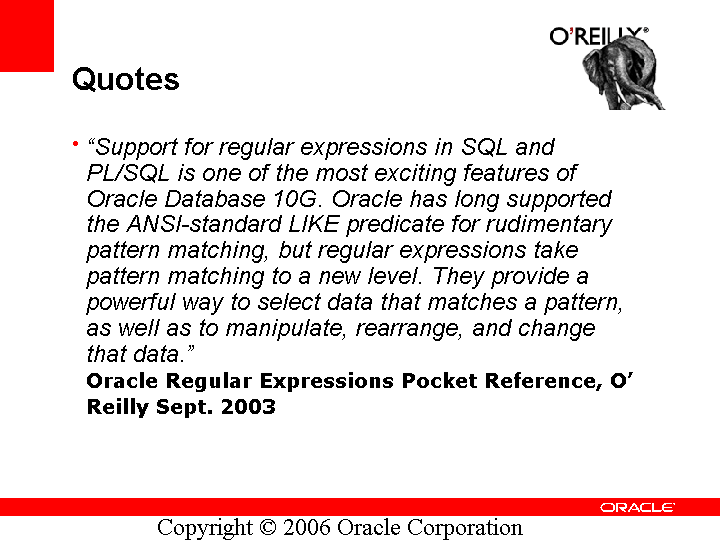 O'REILLY®
Quotes
• “Support for regular expressions in SQL and
PL/SQL is one of the most exciting features of
Oracle Database 10G. Oracle has long supported
the ANSI-standard LIKE predicate for rudimentary
pattern matching, but regular expressions take
pattern matching to a new level. They provide a
powerful way to select data that matches a pattern,
as well as to manipulate, rearrange, and change
that data.”
Oracle Regular Expressions Pocket Reference, O’
Reilly Sept. 2003
ORACLE
Copyright © 2006 Oracle Corporation